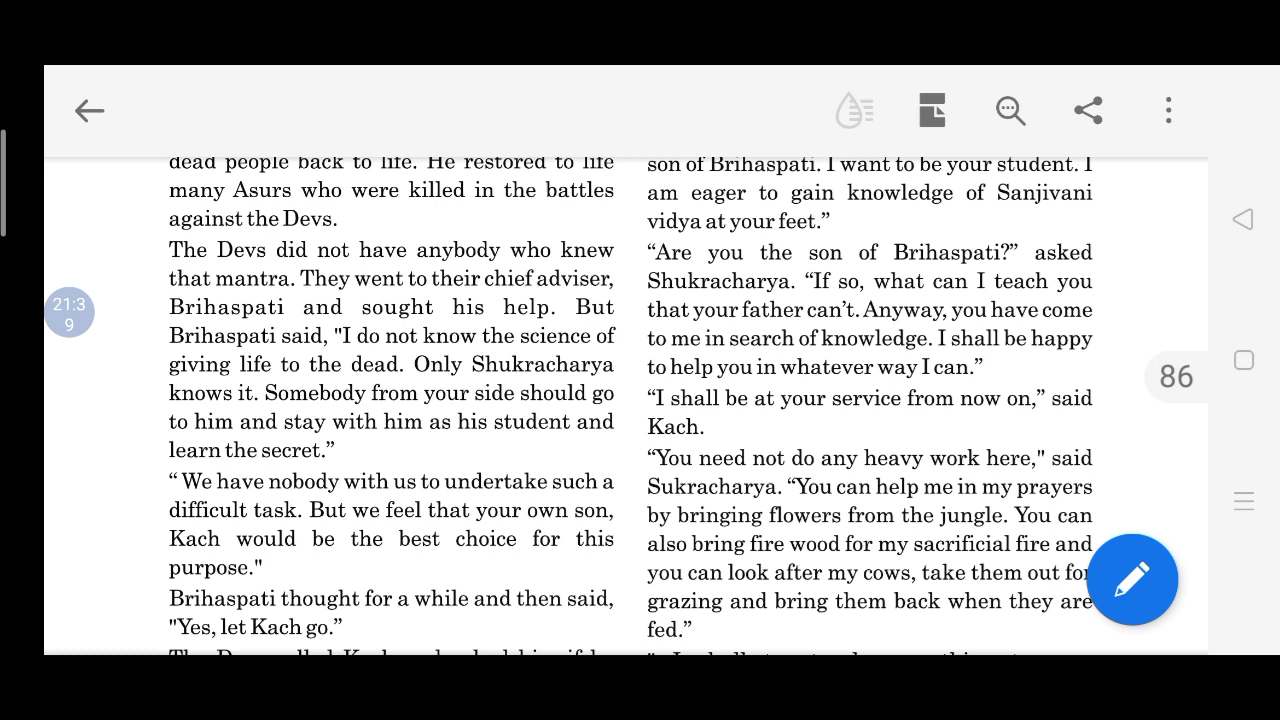 dead people back to life. He restored to life
many Asurs who were killed in the battles
against the Devs.
The Devs did not have anybody who knew
that mantra. They went to their chief adviser,
Brihaspati and sought his help. But
Brihaspati said, "I do not know the science of
giving life to the dead. Only Shukracharya
knows it. Somebody from your side should go
to him and stay with him as his student and
learn the secret.”
“ We have nobody with us to undertake such a
difficult task. But we feel that your own son,
Kach would be the best choice for this
purpose."
Brihaspati thought for a while and then said,
"Yes, let Kach go.”
son of Brihaspati. I want to be your student. I
am eager to gain knowledge of Sanjivani
vidya at your feet.”
“Are you the son of Brihaspati?” asked
Shukracharya. “If so, what can I teach you
that your father can’t. Anyway, you have come
to me in search of knowledge. I shall be happy
to help you in whatever way I can.”
“I shall be at your service from now on,” said
Kach.
“You need not do any heavy work here," said
Sukracharya. “You can help me in my prayers
by bringing flowers from the jungle. You can
also bring fire wood for my sacrificial fire and
you can look after my cows, take them out for
grazing and bring them back when they are
fed.”
21:3
9
86